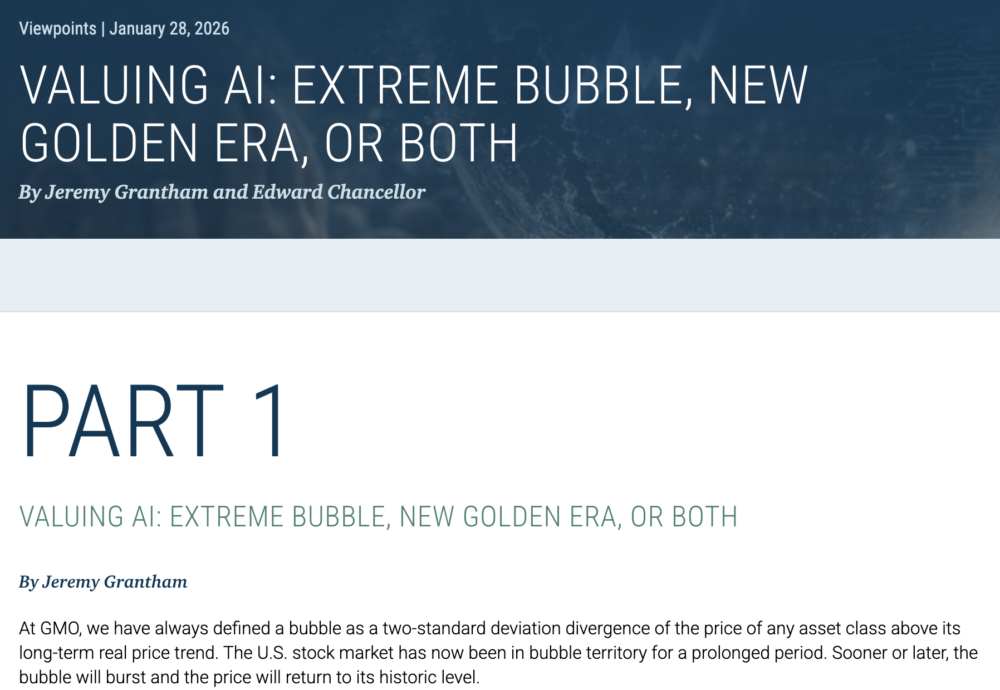 Viewpoints | January 28, 2026
VALUING AI: EXTREME BUBBLE, NEW
GOLDEN ERA, OR BOTH
By Jeremy Grantham and Edward Chancellor
PART 1
VALUING AI: EXTREME BUBBLE, NEW GOLDEN ERA, OR BOTH
By Jeremy Grantham
At GMO, we have always defined a bubble as a two-standard deviation divergence of the price of any asset class above its
long-term real price trend. The U.S. stock market has now been in bubble territory for a prolonged period. Sooner or later, the
bubble will burst and the price will return to its historic level.